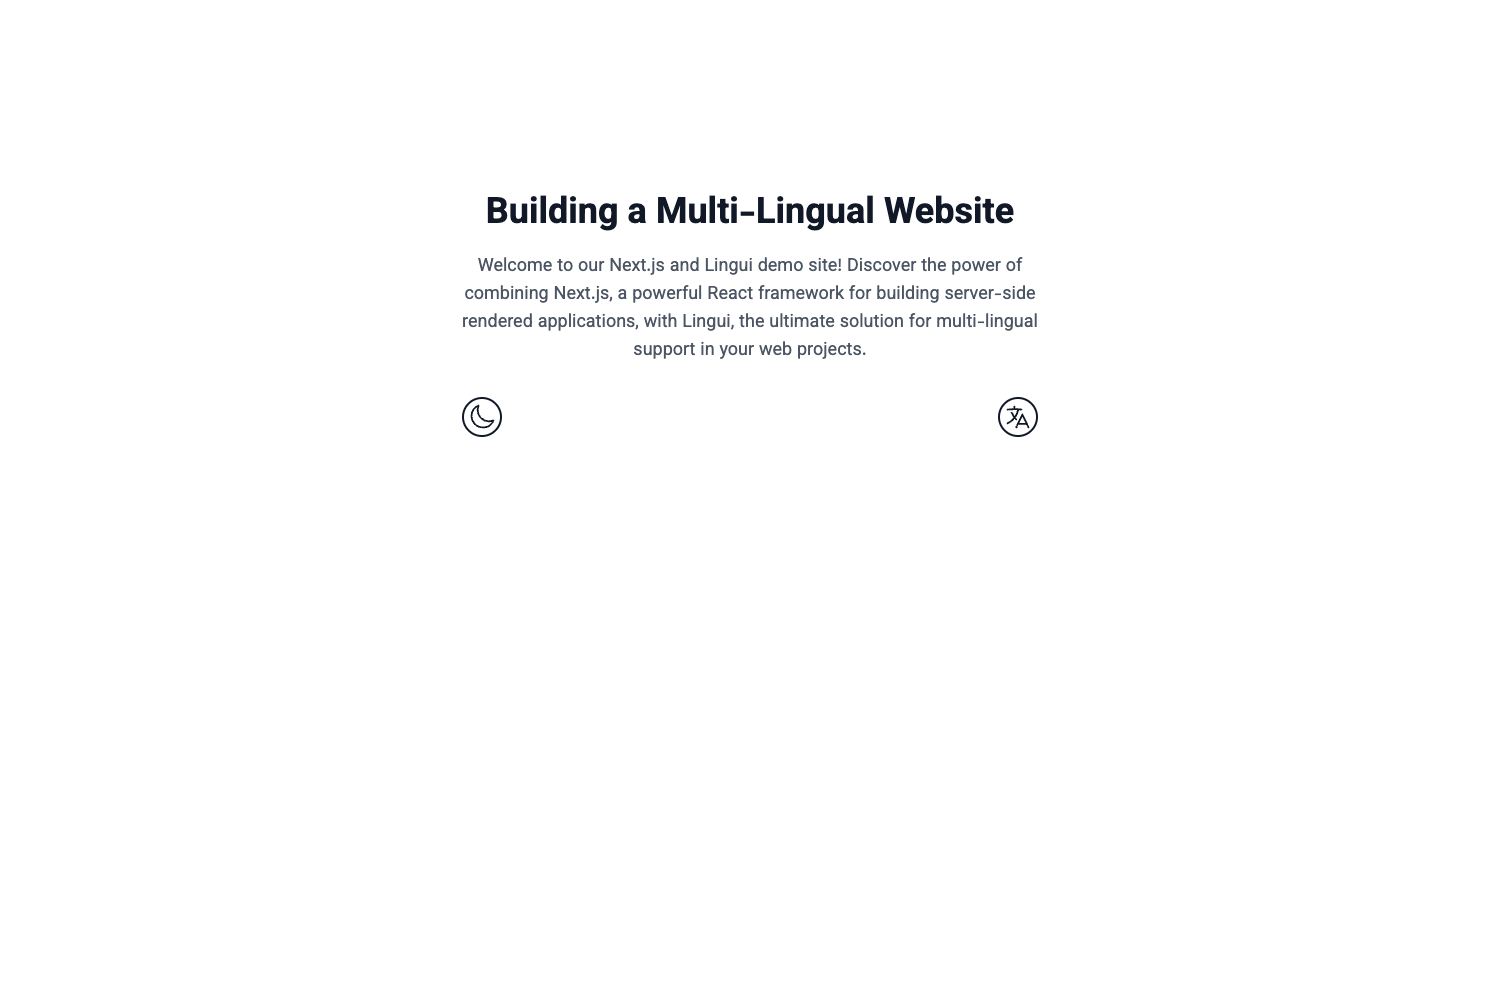 Building a Multi-Lingual Website
Welcome to our Next.js and Lingui demo site! Discover the power of
combining Next.js, a powerful React framework for building server-side
rendered applications, with Lingui, the ultimate solution for multi-lingual
support in your web projects.